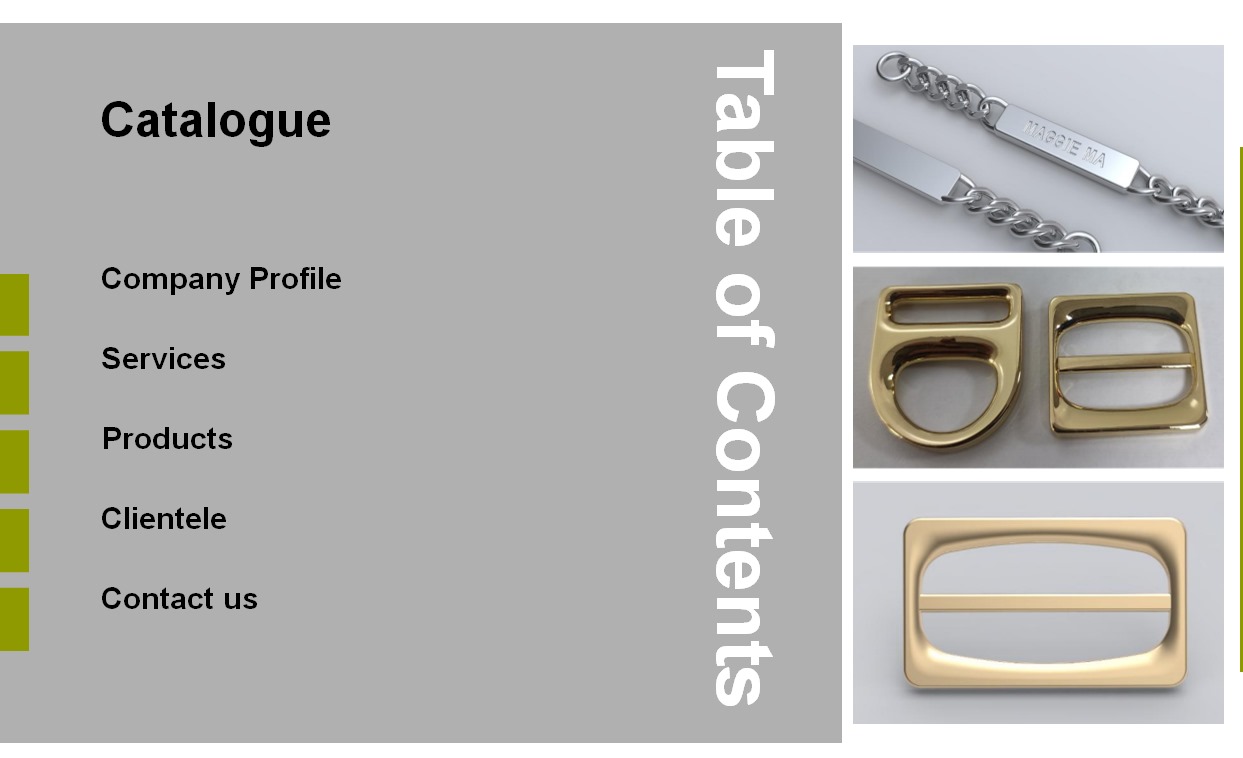 Catalogue
Company Profile
Services
Products
Clientele
Contact us
Table of Contents
MAGGIE MA